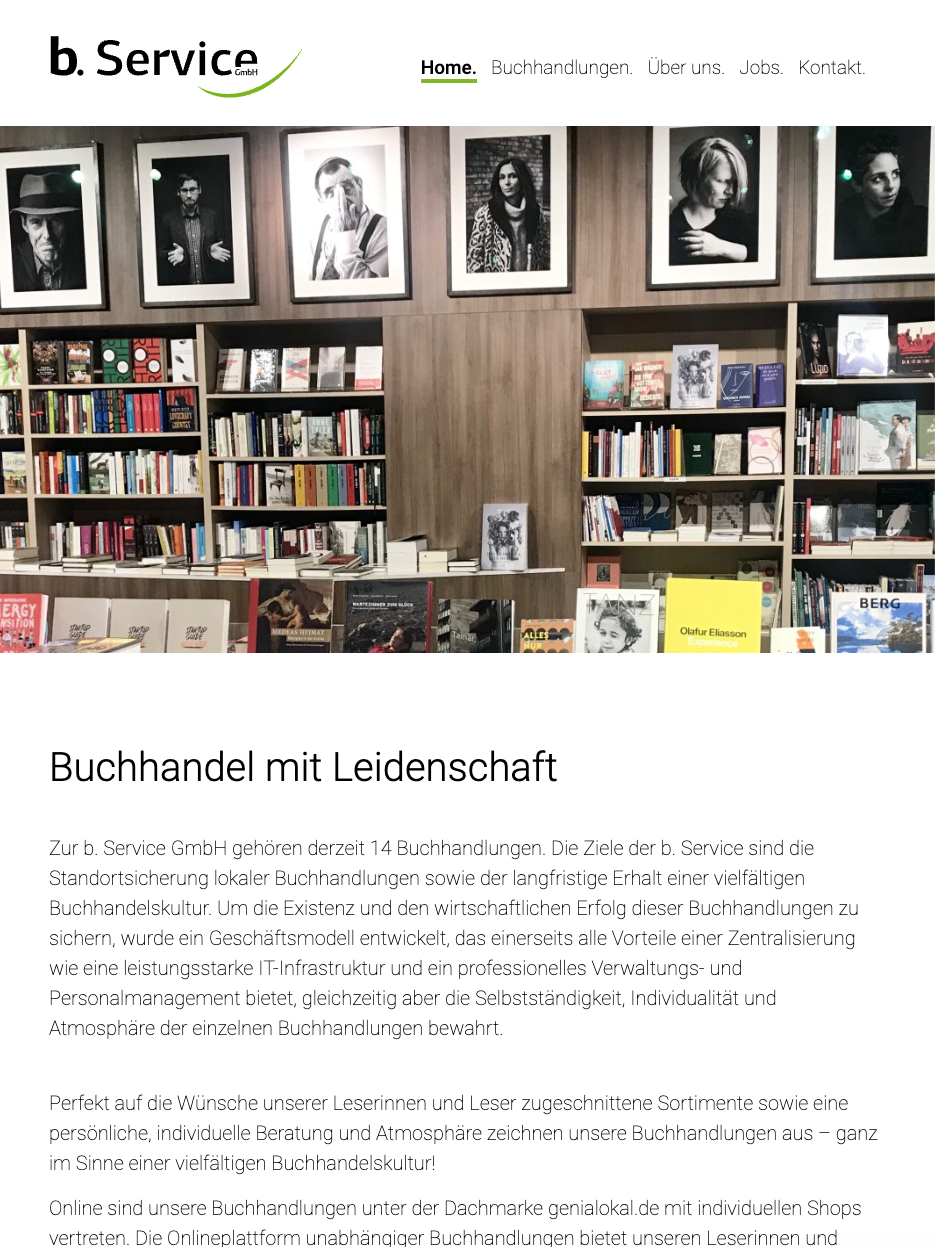 b. Service
GmbH
Home. Buchhandlungen. Über uns. Jobs. Kontakt.
STARTUP GUIDE
STARTUP GUIDE
STARTUP GUIDE
MEDEAS HEIMAT
WARTEZIMMER ZUM GLÜCK
Tamar
ALLES
NUR
TANZ
Olafur Eliasson
Experience
BERG
Buchhandel mit Leidenschaft
Zur b. Service GmbH gehören derzeit 14 Buchhandlungen. Die Ziele der b. Service sind die
Standortsicherung lokaler Buchhandlungen sowie der langfristige Erhalt einer vielfältigen
Buchhandelskultur. Um die Existenz und den wirtschaftlichen Erfolg dieser Buchhandlungen zu
sichern, wurde ein Geschäftsmodell entwickelt, das einerseits alle Vorteile einer Zentralisierung
wie eine leistungsstarke IT-Infrastruktur und ein professionelles Verwaltungs- und
Personalmanagement bietet, gleichzeitig aber die Selbstständigkeit, Individualität und
Atmosphäre der einzelnen Buchhandlungen bewahrt.
Perfekt auf die Wünsche unserer Leserinnen und Leser zugeschnittene Sortimente sowie eine
persönliche, individuelle Beratung und Atmosphäre zeichnen unsere Buchhandlungen aus – ganz
im Sinne einer vielfältigen Buchhandelskultur!
Online sind unsere Buchhandlungen unter der Dachmarke genialokal.de mit individuellen Shops
vertreten. Die Onlineplattform unabhängiger Buchhandlungen bietet unseren Leserinnen und